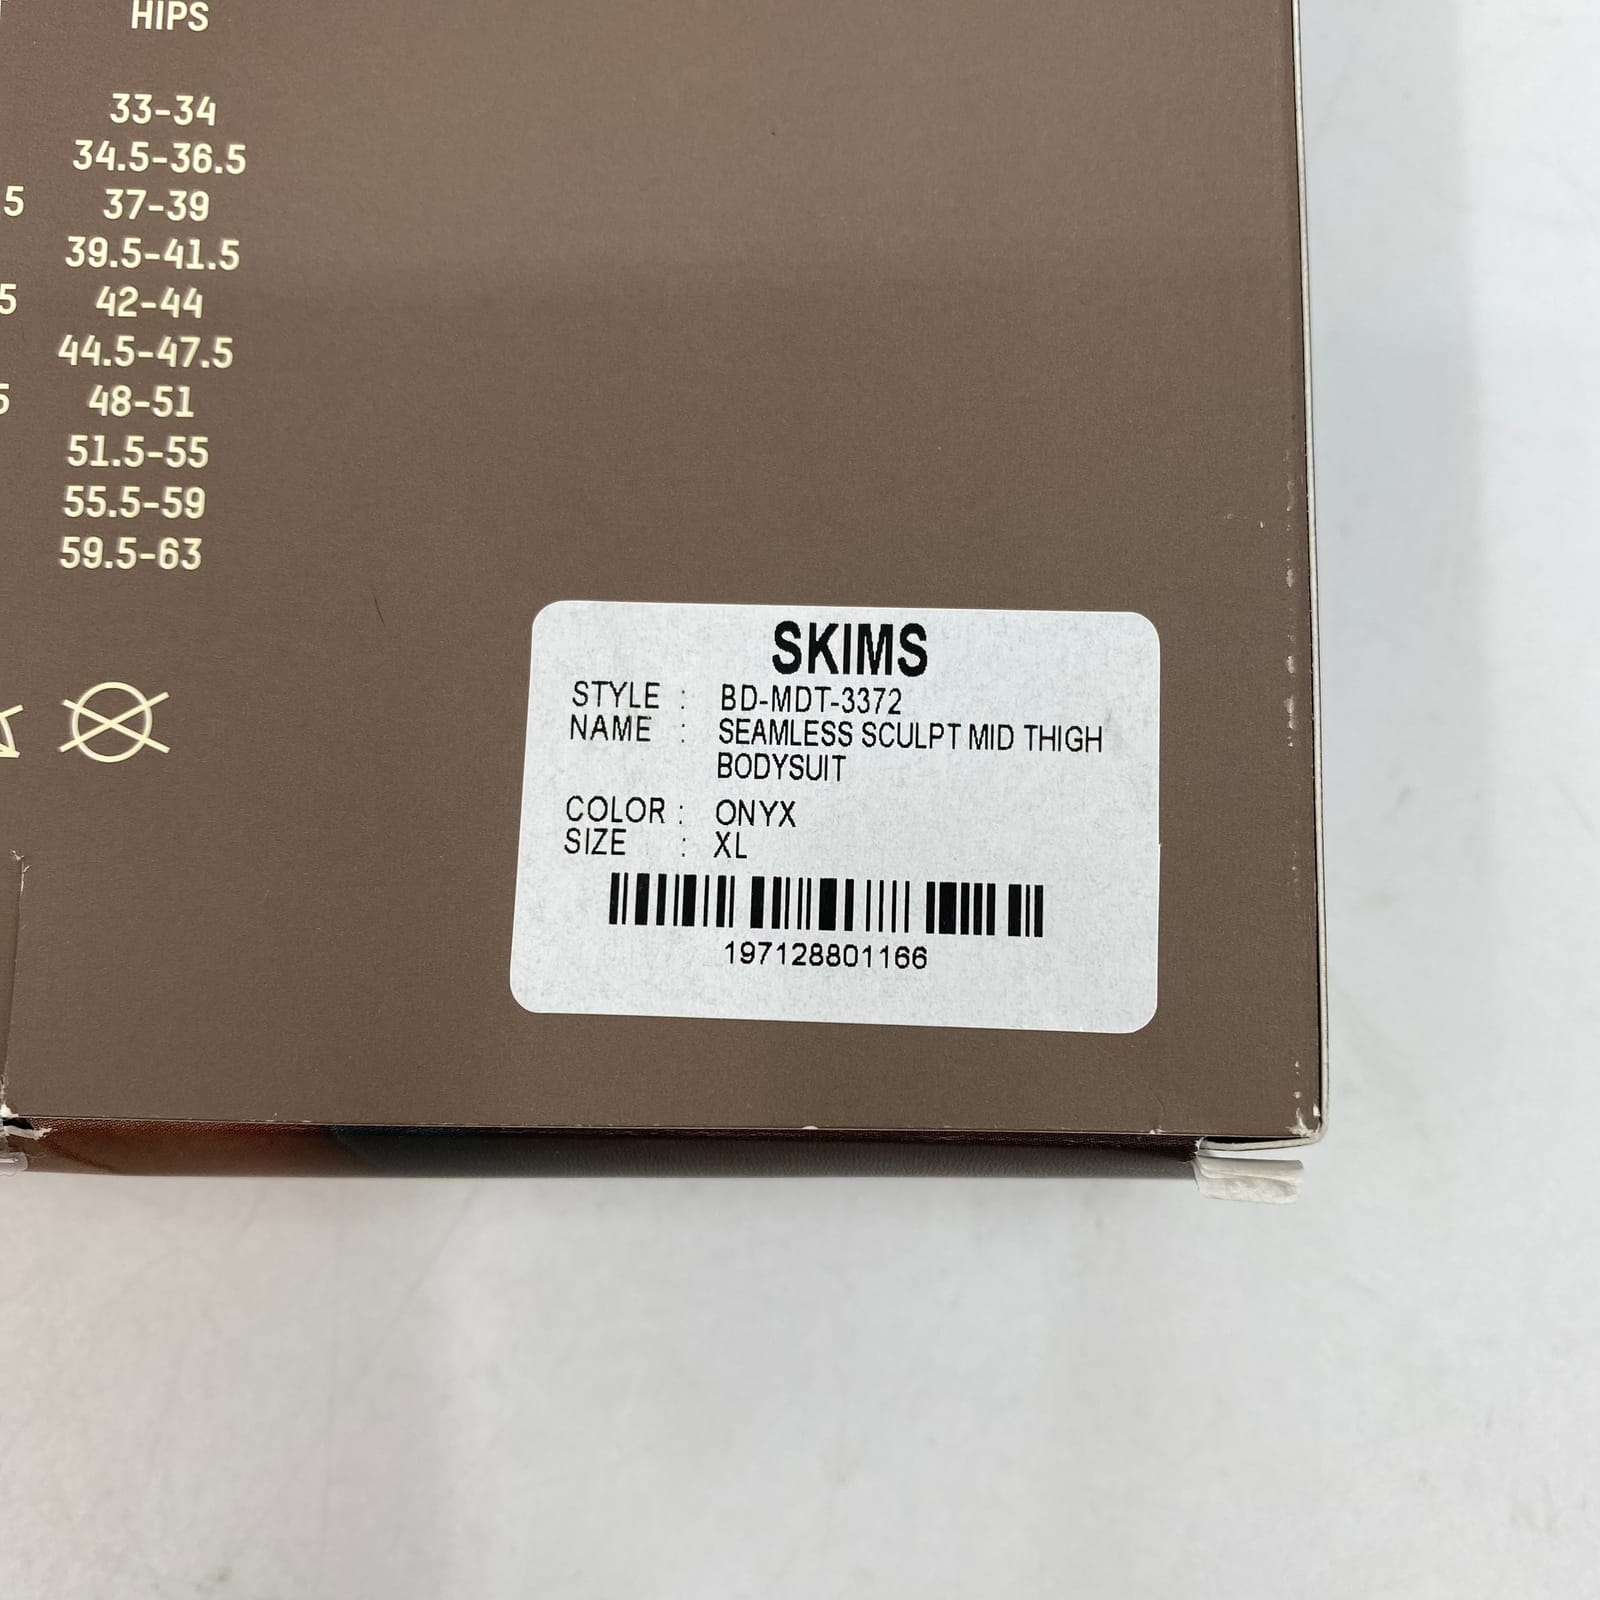 HIPS
33-34
34.5-36.5
5 37-39
39.5-41.5
5 42-44
44.5-47.5
5 48-51
51.5-55
55.5-59
59.5-63
SKIMS
STYLE : BD-MDT-3372
NAME : SEAMLESS SCULPT MID THIGH
BODYSUIT
COLOR : ONYX
SIZE : XL
197128801166